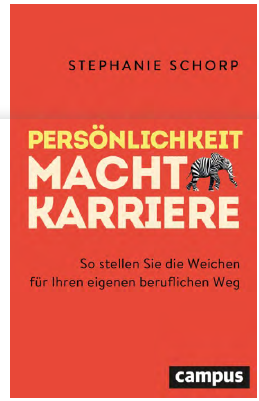 STEPHANIE SCHORP
PERSÖNLICHKEIT
MACHT
KARRIERE
So stellen Sie die Weichen
für Ihren eigenen beruflichen Weg
campus